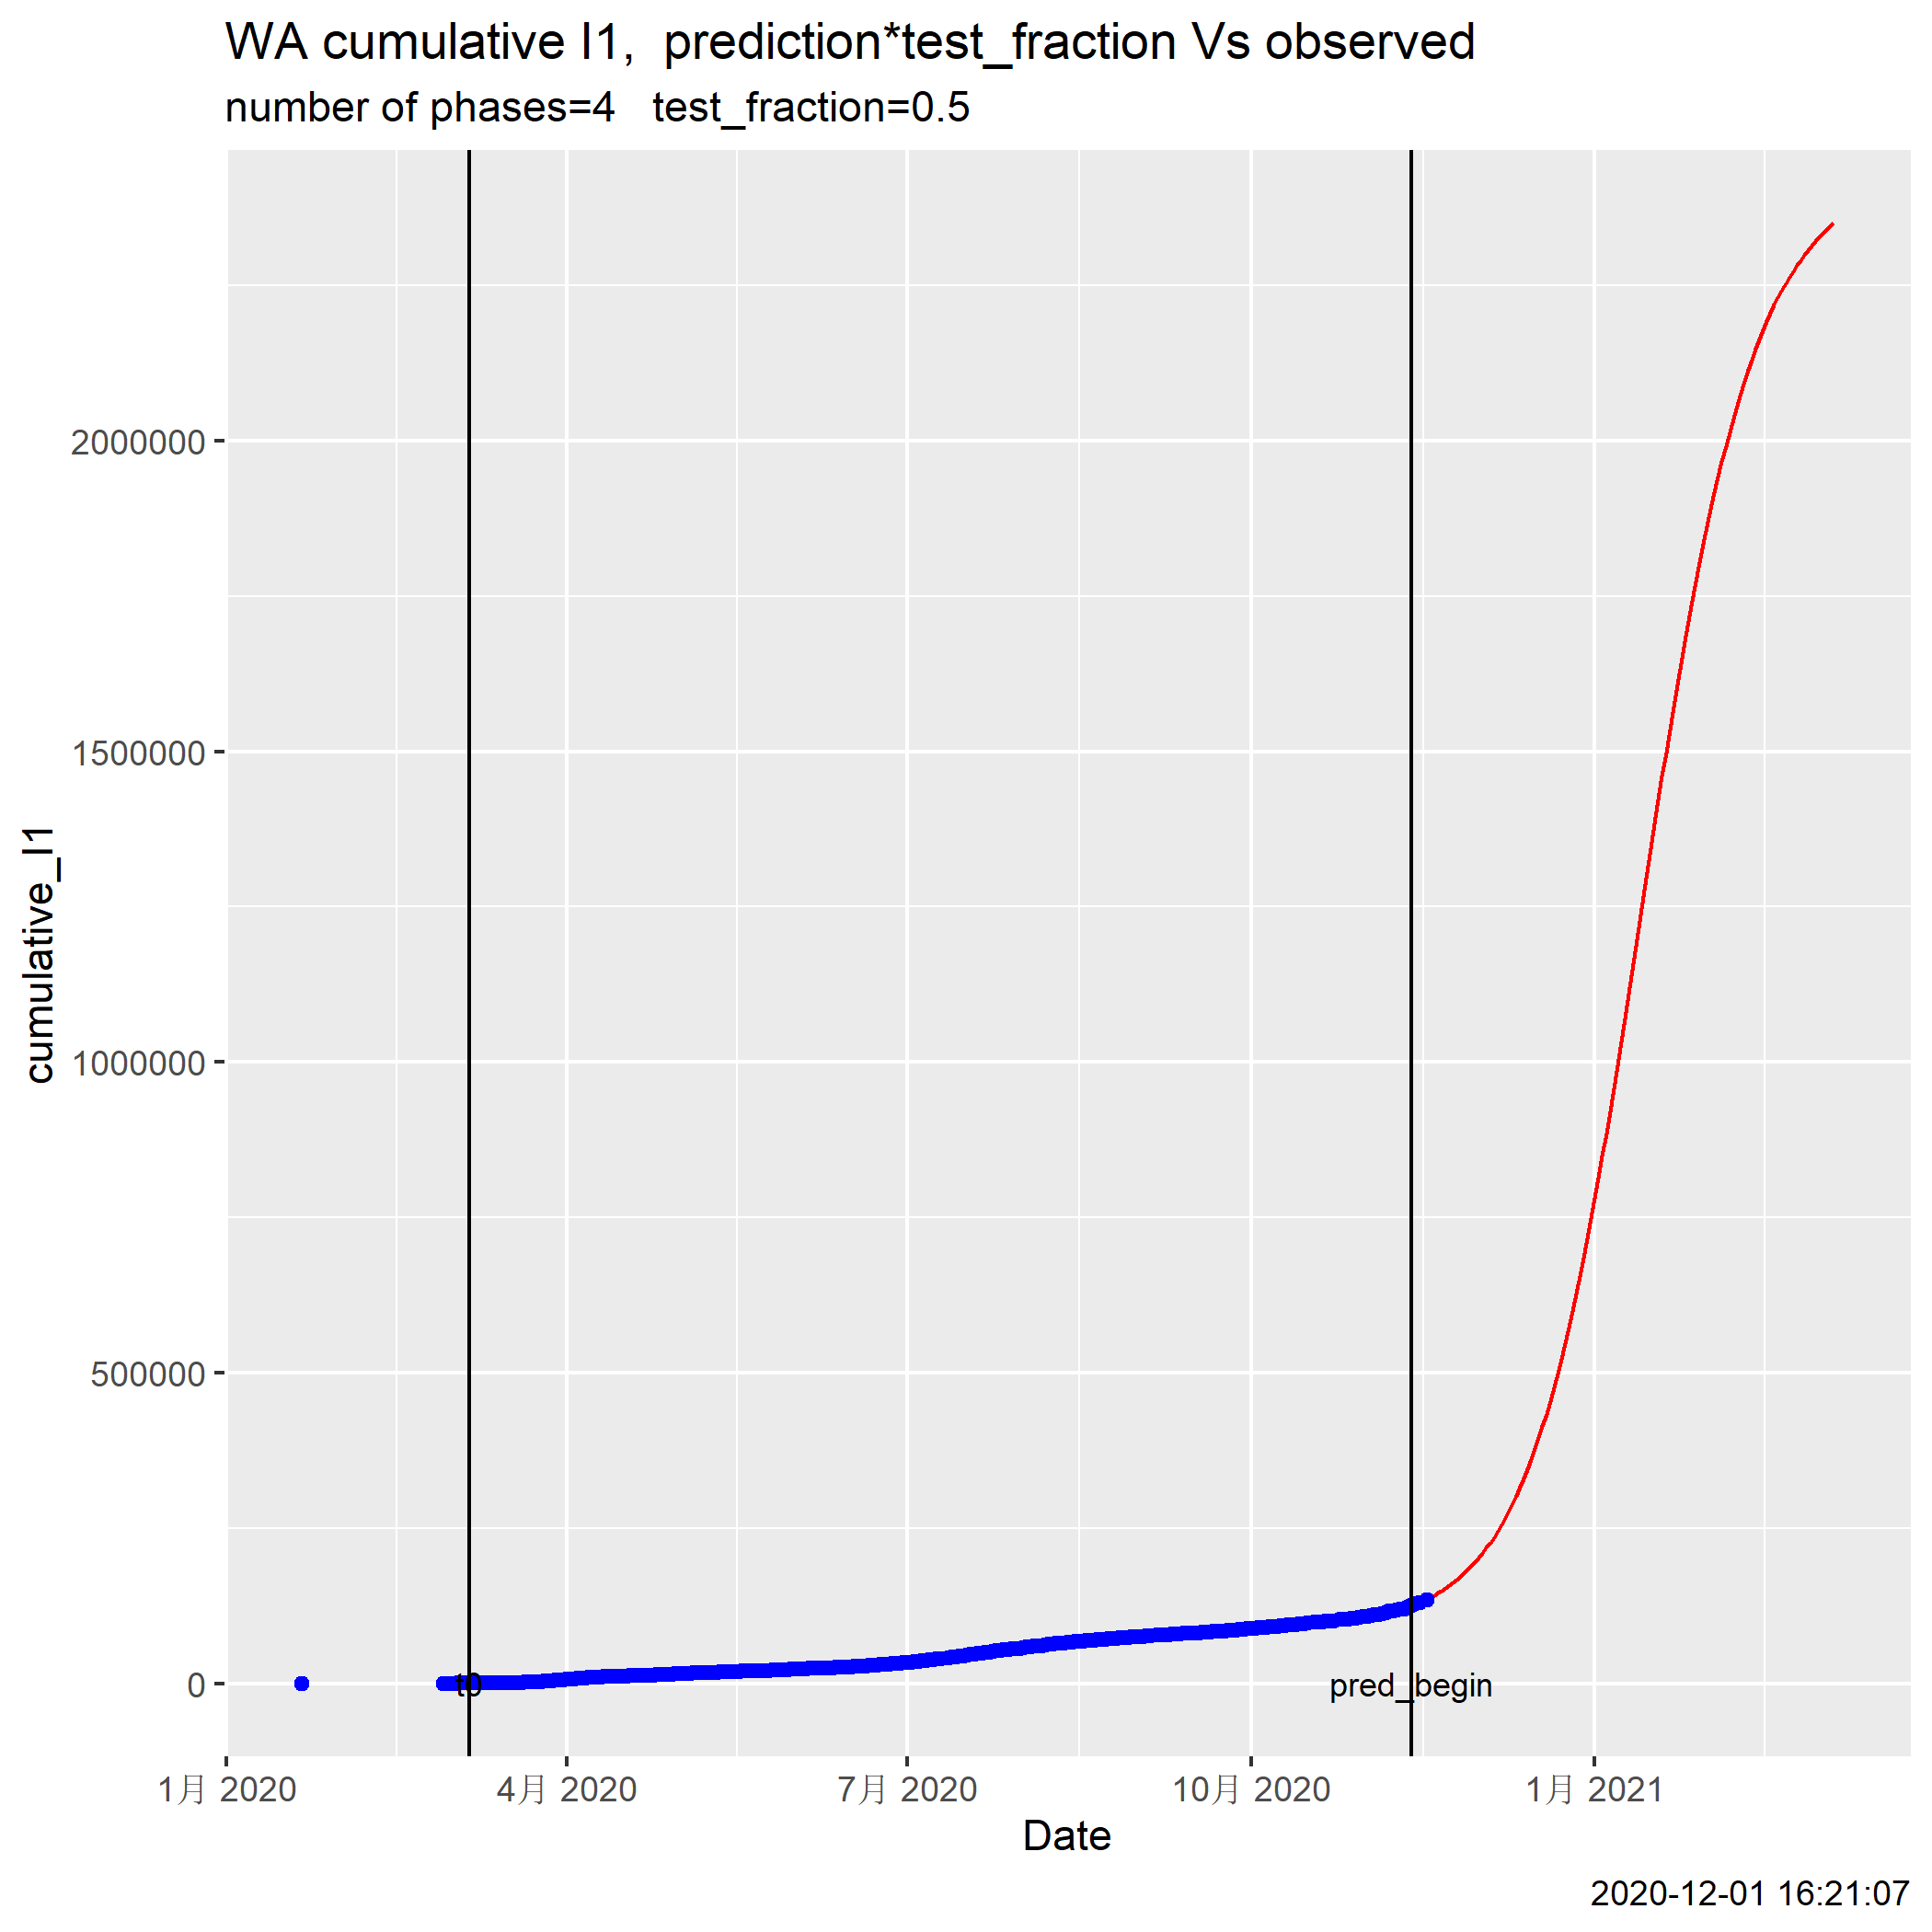 WA cumulative I1,  prediction*test_fraction Vs observed
number of phases=4   test_fraction=0.5
cumulative_I1
2000000
1500000
1000000
500000
0
t0
pred_begin
1月 2020
4月 2020
7月 2020
10月 2020
1月 2021
Date
2020-12-01 16:21:07